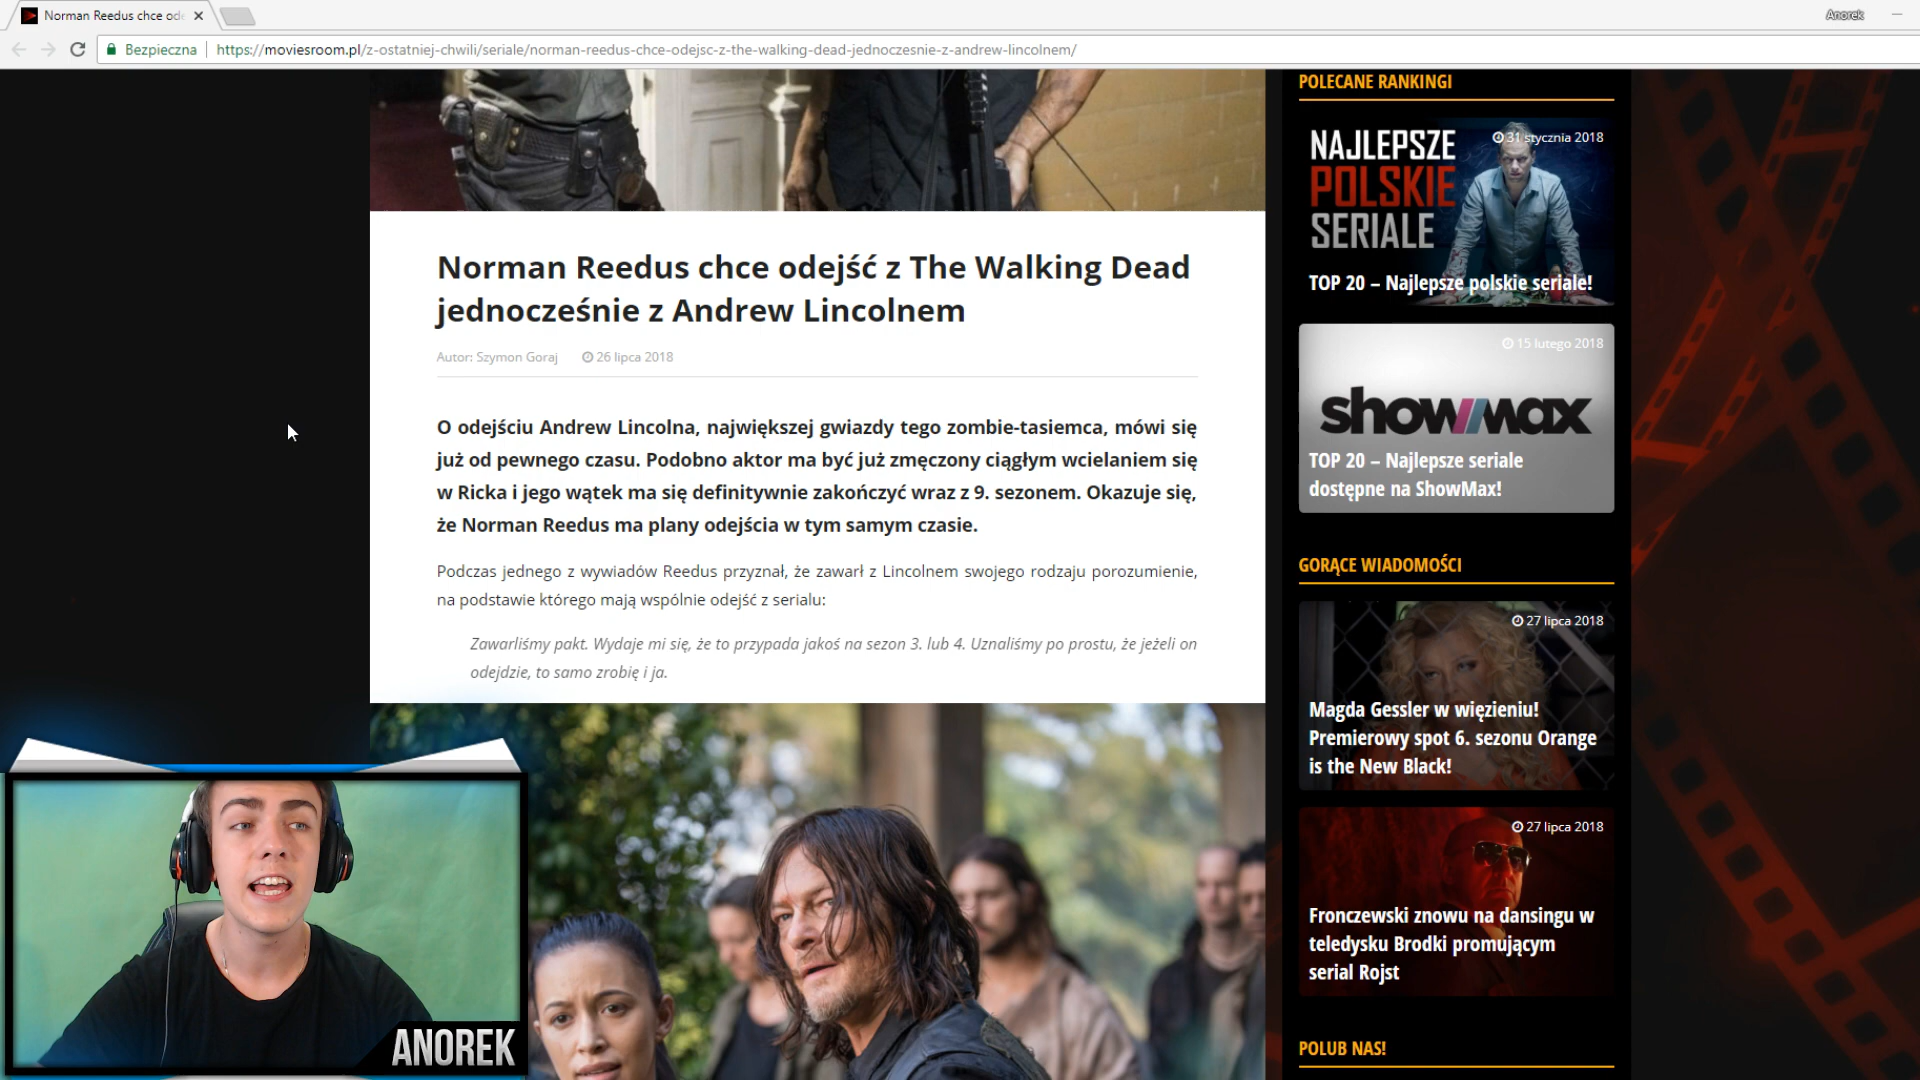 Norman Reedus chce ode
Anorek
Bezpieczna
https://moviesroom.pl/z-ostatniej-chwili/seriale/norman-reedus-chce-odejsc-z-the-walking-dead-jednoczesnie-z-andrew-lincolnem/
Norman Reedus chce odejść z The Walking Dead
jednocześnie z Andrew Lincolnem
Autor: Szymon Goraj 26 lipca 2018
O odejściu Andrew Lincolna, największej gwiazdy tego zombie-tasiemca, mówi się
już od pewnego czasu. Podobno aktor ma być już zmęczony ciągłym wcielaniem się
w Ricka i jego wątek ma się definitywnie zakończyć wraz z 9. sezonem. Okazuje się,
że Norman Reedus ma plany odejścia w tym samym czasie.
Podczas jednego z wywiadów Reedus przyznał, że zawarł z Lincolnem swojego rodzaju porozumienie,
na podstawie którego mają wspólnie odejść z serialu:
Zawarliśmy pakt. Wydaje mi się, że to przypada jakoś na sezon 3. lub 4. Uznaliśmy po prostu, że jeżeli on
odejdzie, to samo zrobię i ja.
ANOREK
POLECANE RANKINGI
31 stycznia 2018
NAJLEPSZE
POLSKIE
SERIALE
TOP 20 – Najlepsze polskie seriale!
15 lutego 2018
showmax
TOP 20 – Najlepsze seriale
dostępne na ShowMax!
GORĄCE WIADOMOŚCI
27 lipca 2018
Magda Gessler w więzieniu!
Premierowy spot 6. sezonu Orange
is the New Black!
27 lipca 2018
Fronczewski znowu na dansingu w
teledysku Brodki promującym
serial Rojst
POLUB NAS!